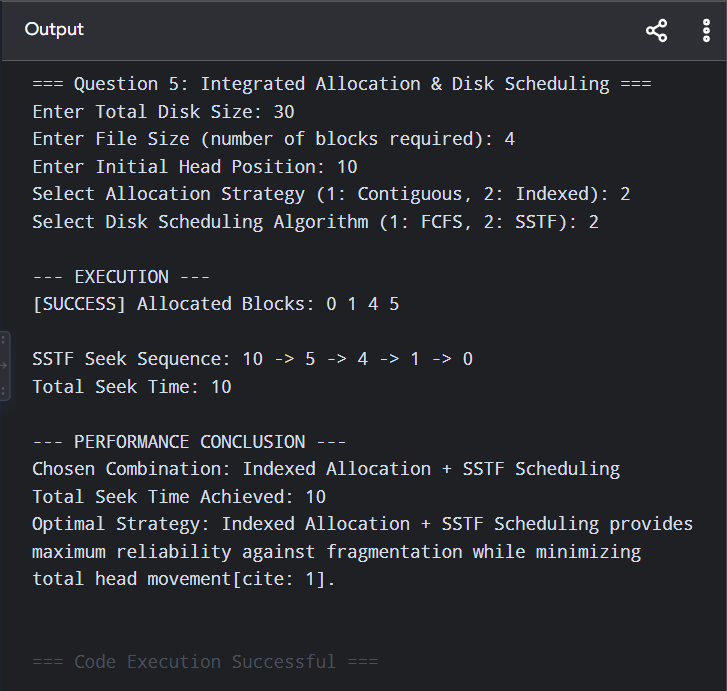 Output
=== Question 5: Integrated Allocation & Disk Scheduling ===
Enter Total Disk Size: 30
Enter File Size (number of blocks required): 4
Enter Initial Head Position: 10
Select Allocation Strategy (1: Contiguous, 2: Indexed): 2
Select Disk Scheduling Algorithm (1: FCFS, 2: SSTF): 2
--- EXECUTION ---
[SUCCESS] Allocated Blocks: 0 1 4 5
SSTF Seek Sequence: 10 -> 5 -> 4 -> 1 -> 0
Total Seek Time: 10
--- PERFORMANCE CONCLUSION ---
Chosen Combination: Indexed Allocation + SSTF Scheduling
Total Seek Time Achieved: 10
Optimal Strategy: Indexed Allocation + SSTF Scheduling provides
maximum reliability against fragmentation while minimizing
total head movement[cite: 1].
=== Code Execution Successful ===